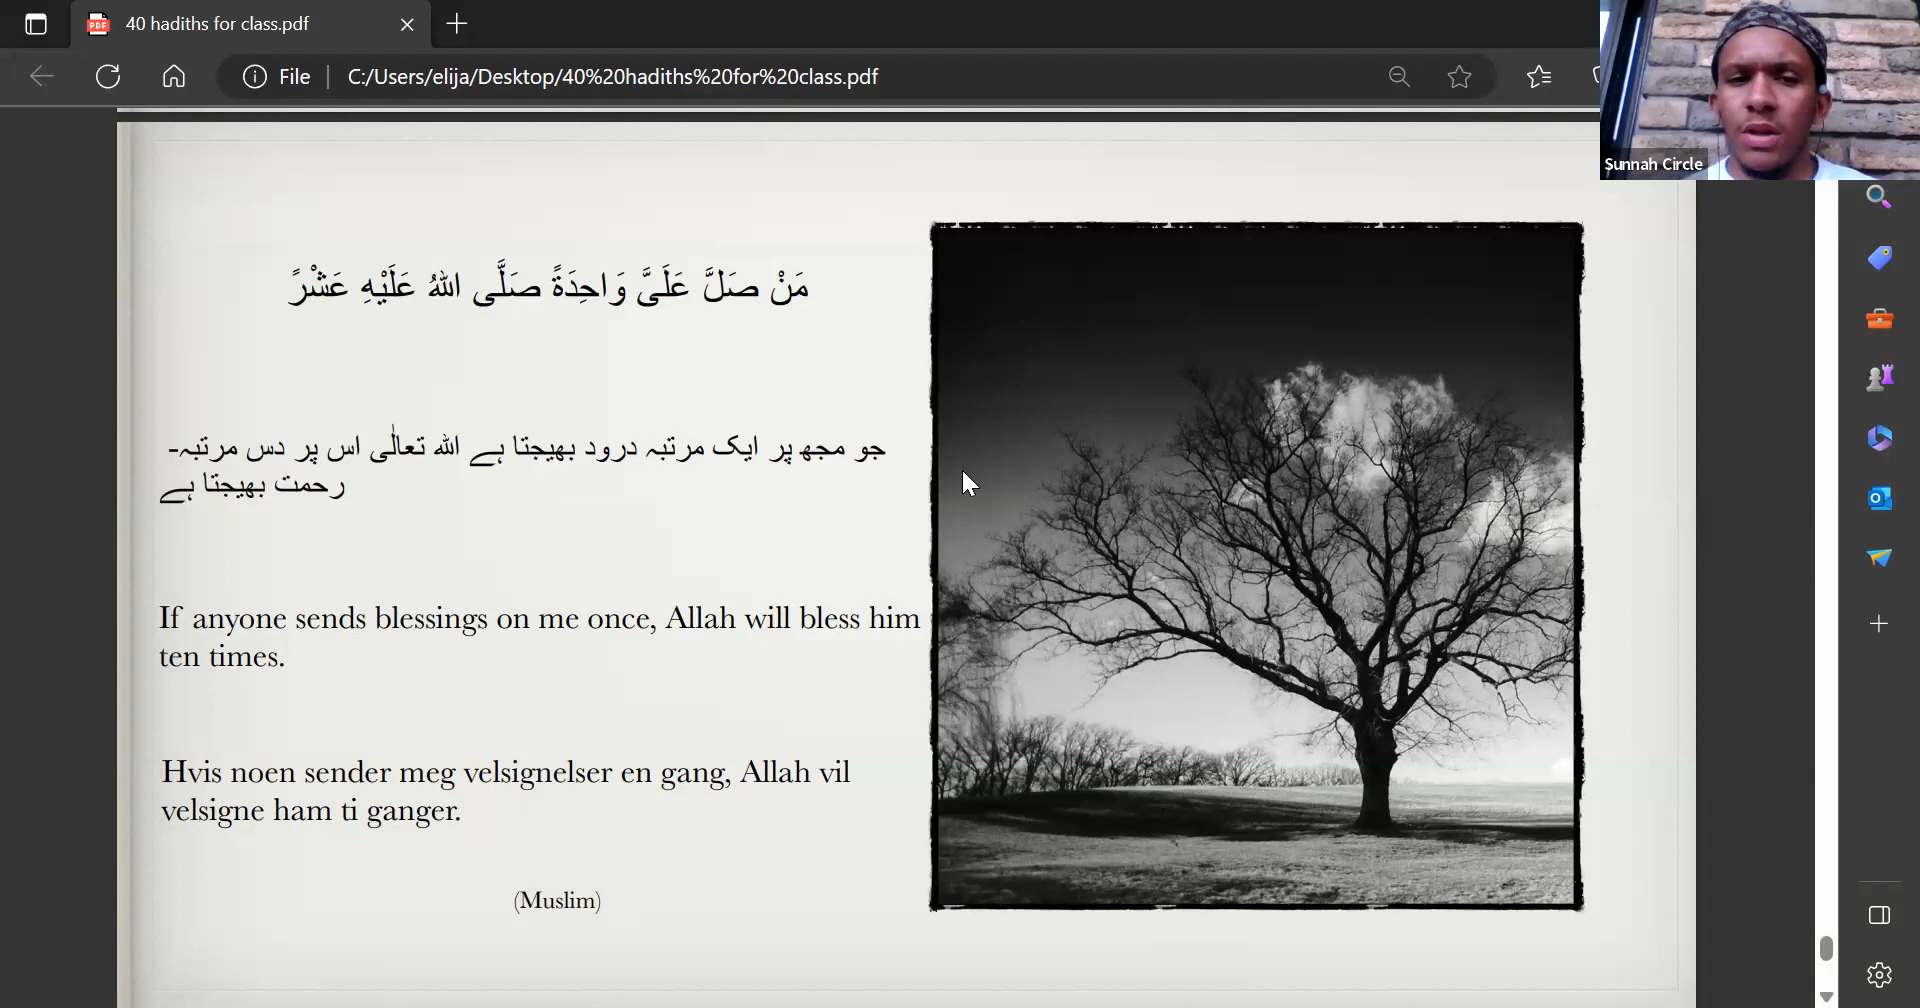 40 hadiths for class.pdf
File
C:/Users/elija/Desktop/40%20hadiths%20for%20class.pdf
Sunnah Circle
مَنْ صَلَّ عَلَىَّ وَاحِدَةً صَلَّى اللهُ عَلَيْهِ عَشْرً
جو مجھ پر ایک مرتبہ درود بھیجتا ہے اللہ تعالٰی اس پر دس مرتبہ-
رحمت بھیجتا ہے
If anyone sends blessings on me once, Allah will bless him
ten times.
Hvis noen sender meg velsignelser en gang, Allah vil
velsigne ham ti ganger.
(Muslim)